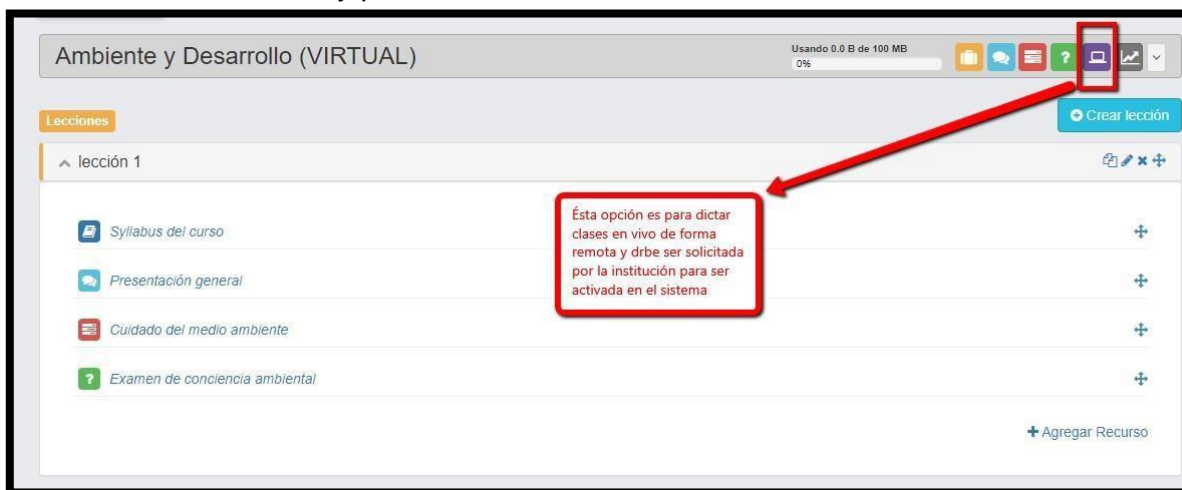 Ambiente y Desarrollo (VIRTUAL)
Usando 0.0 B de 100 MB
0%
Lecciones
Crear lección
lección 1
Ésta opción es para dictar
clases en vivo de forma
remota y drbe ser solicitada
por la institución para ser
activada en el sistema
Syllabus del curso
Presentación general
Cuidado del medio ambiente
Examen de conciencia ambiental
Agregar Recurso